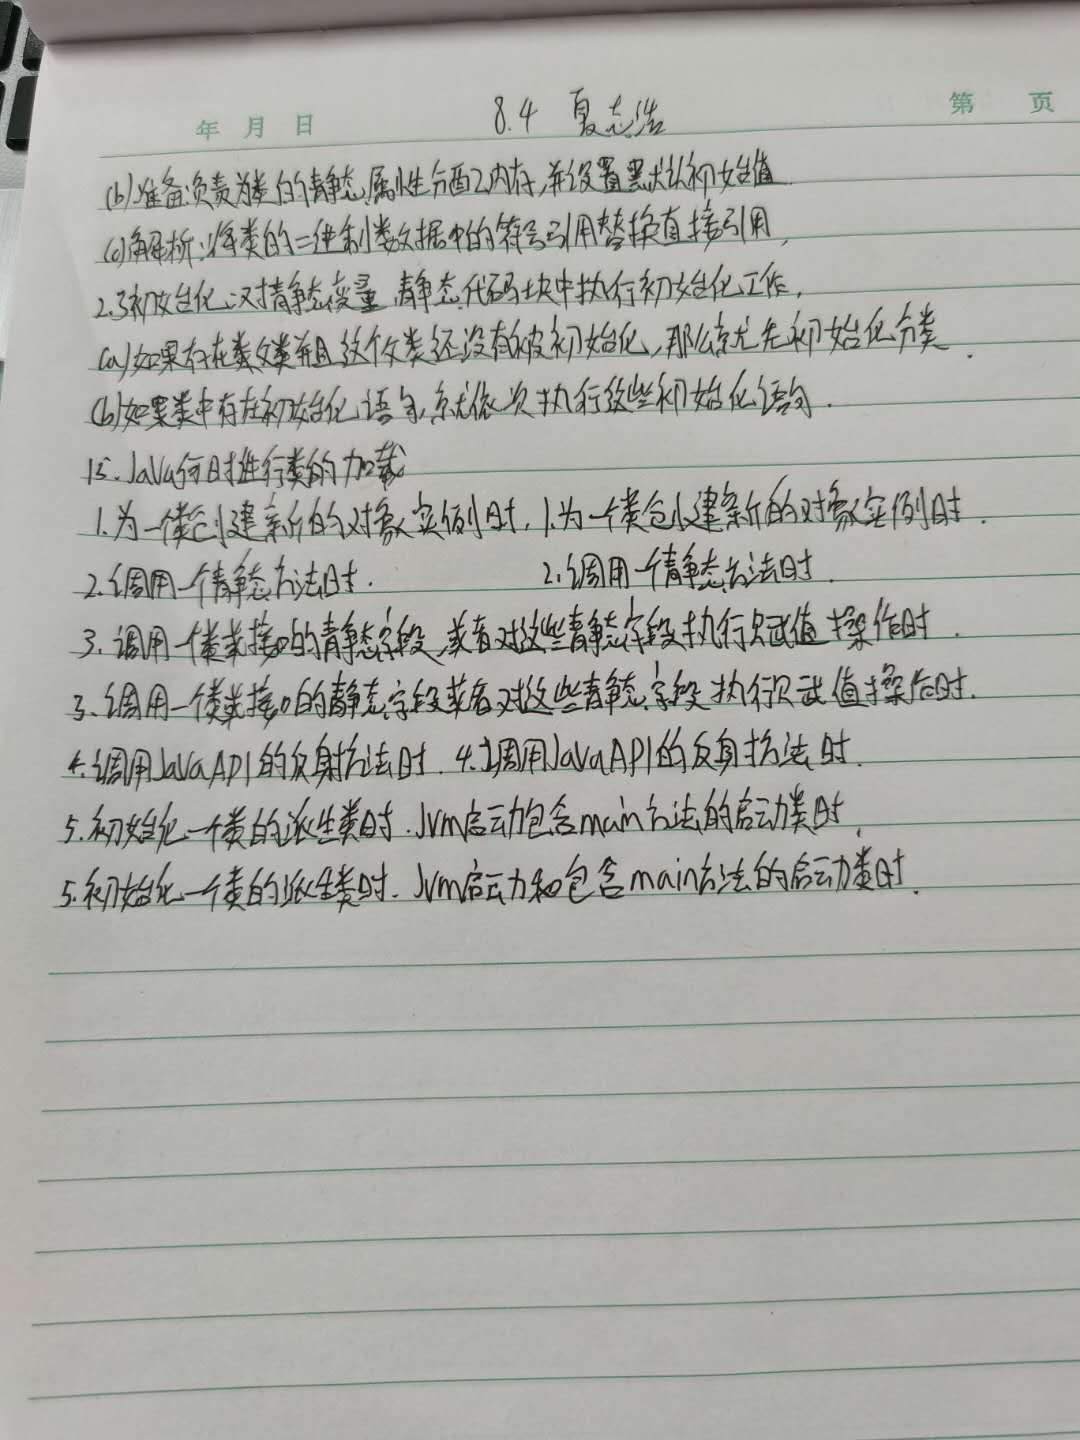 年 月 日 8.4 夏志浩 第 页
(b)准备:负责为类的静态属性分配内存,并设置默认初始值
(c)解析:将类的二进制数据中的符号引用替换直接引用,
2.3初始化:对静态变量,静态代码块中执行初始化工作,
(a)如果存在类父类并且这个父类还没有被初始化,那么就先初始化父类.
(b)如果类中存在初始化语句,就依次执行这些初始化语句.
15.Java何时进行类的加载
1.为一个类创建新的对象实例时, 1.为一个类创建新的对象实例时.
2.调用一个静态方法时. 2.调用一个静态方法时.
3.调用一个类或接口的静态字段,或者对这些静态字段执行赋值操作时.
3.调用一个类或接口的静态字段或者对这些静态字段执行赋值操作时.
4.调用JavaAPI的反射方法时. 4.调用JavaAPI的反射方法时.
5.初始化一个类的派生类时.Jvm启动包含main方法的启动类时,
5.初始化一个类的派生类时.Jvm启动和包含main方法的启动类时.